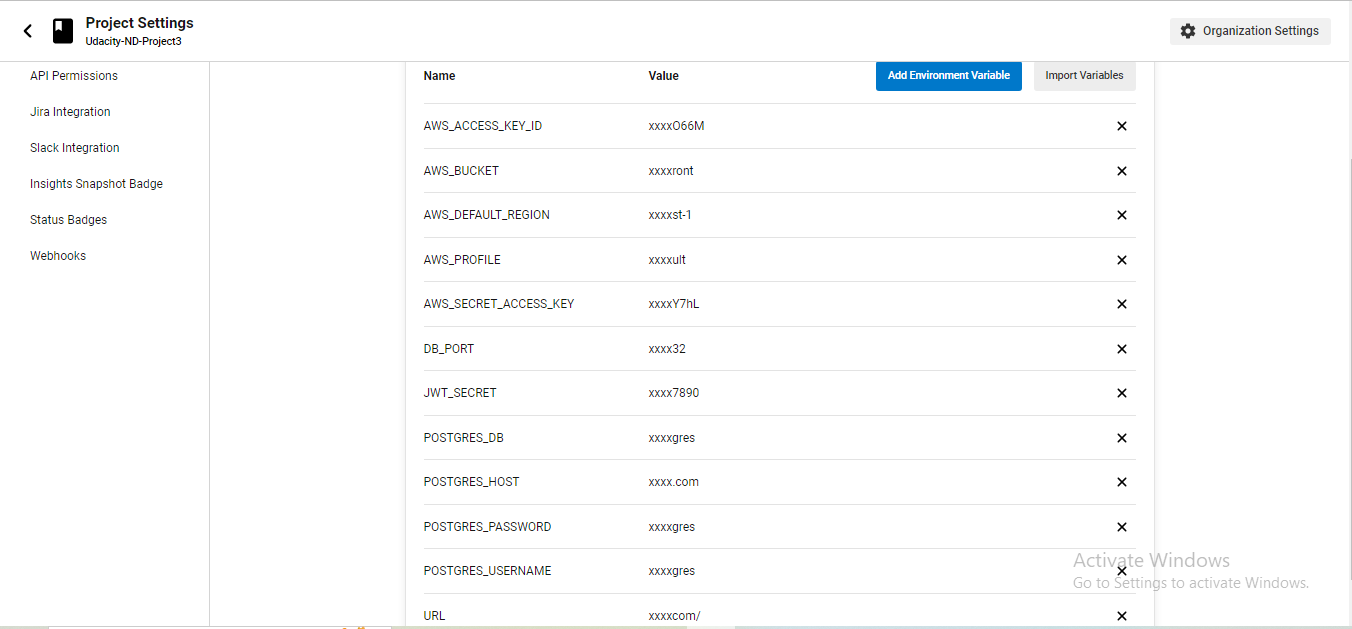 Project Settings
Udacity-ND-Project3
Organization Settings
API Permissions
Jira Integration
Slack Integration
Insights Snapshot Badge
Status Badges
Webhooks
Name Value Add Environment Variable Import Variables
AWS_ACCESS_KEY_ID xxxxO66M
AWS_BUCKET xxxxront
AWS_DEFAULT_REGION xxxxst-1
AWS_PROFILE xxxxult
AWS_SECRET_ACCESS_KEY xxxxY7hL
DB_PORT xxxx32
JWT_SECRET xxxx7890
POSTGRES_DB xxxxgres
POSTGRES_HOST xxxx.com
POSTGRES_PASSWORD xxxxgres
POSTGRES_USERNAME xxxxgres
URL xxxxcom/
Activate Windows
Go to Settings to activate Windows.